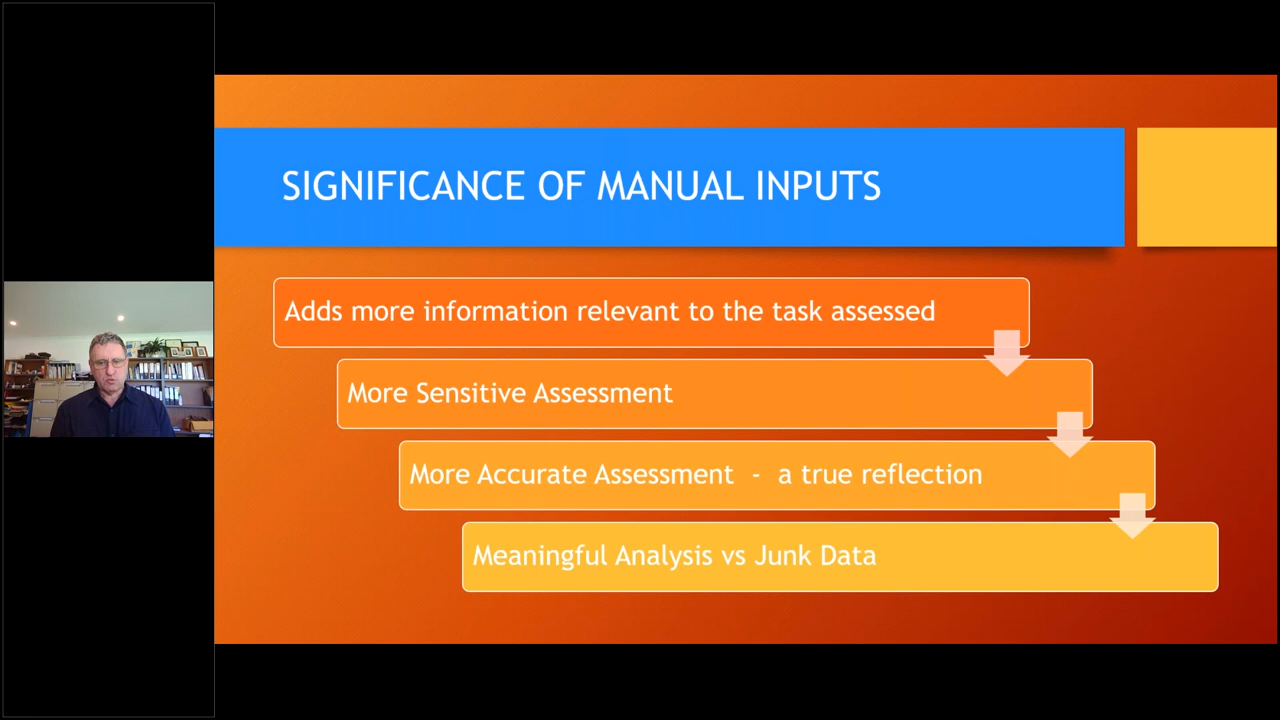 SIGNIFICANCE OF MANUAL INPUTS
Adds more information relevant to the task assessed
More Sensitive Assessment
More Accurate Assessment - a true reflection
Meaningful Analysis vs Junk Data